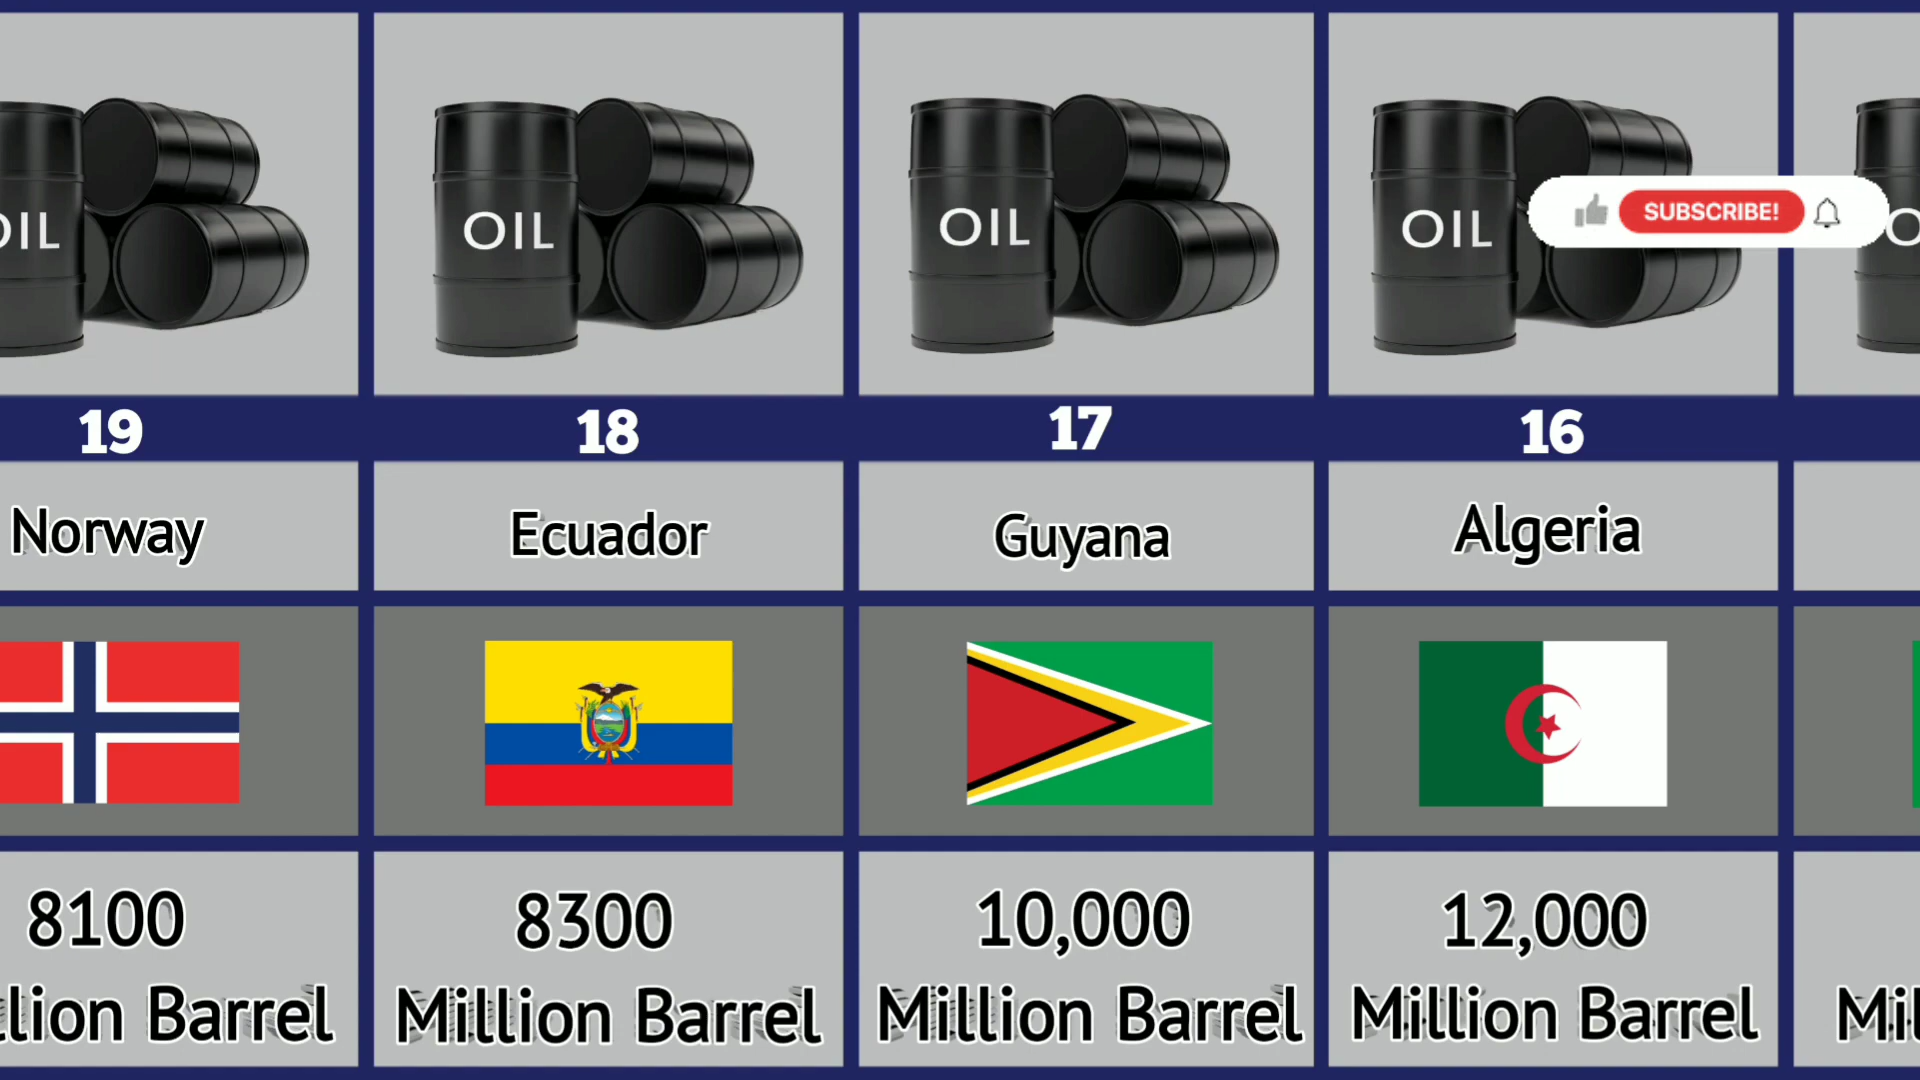 OIL
OIL
OIL
OIL
SUBSCRIBE!
19
18
17
16
Norway
Ecuador
Guyana
Algeria
8100
8300
10,000
12,000
Barrel
Million Barrel
Million Barrel
Million Barrel